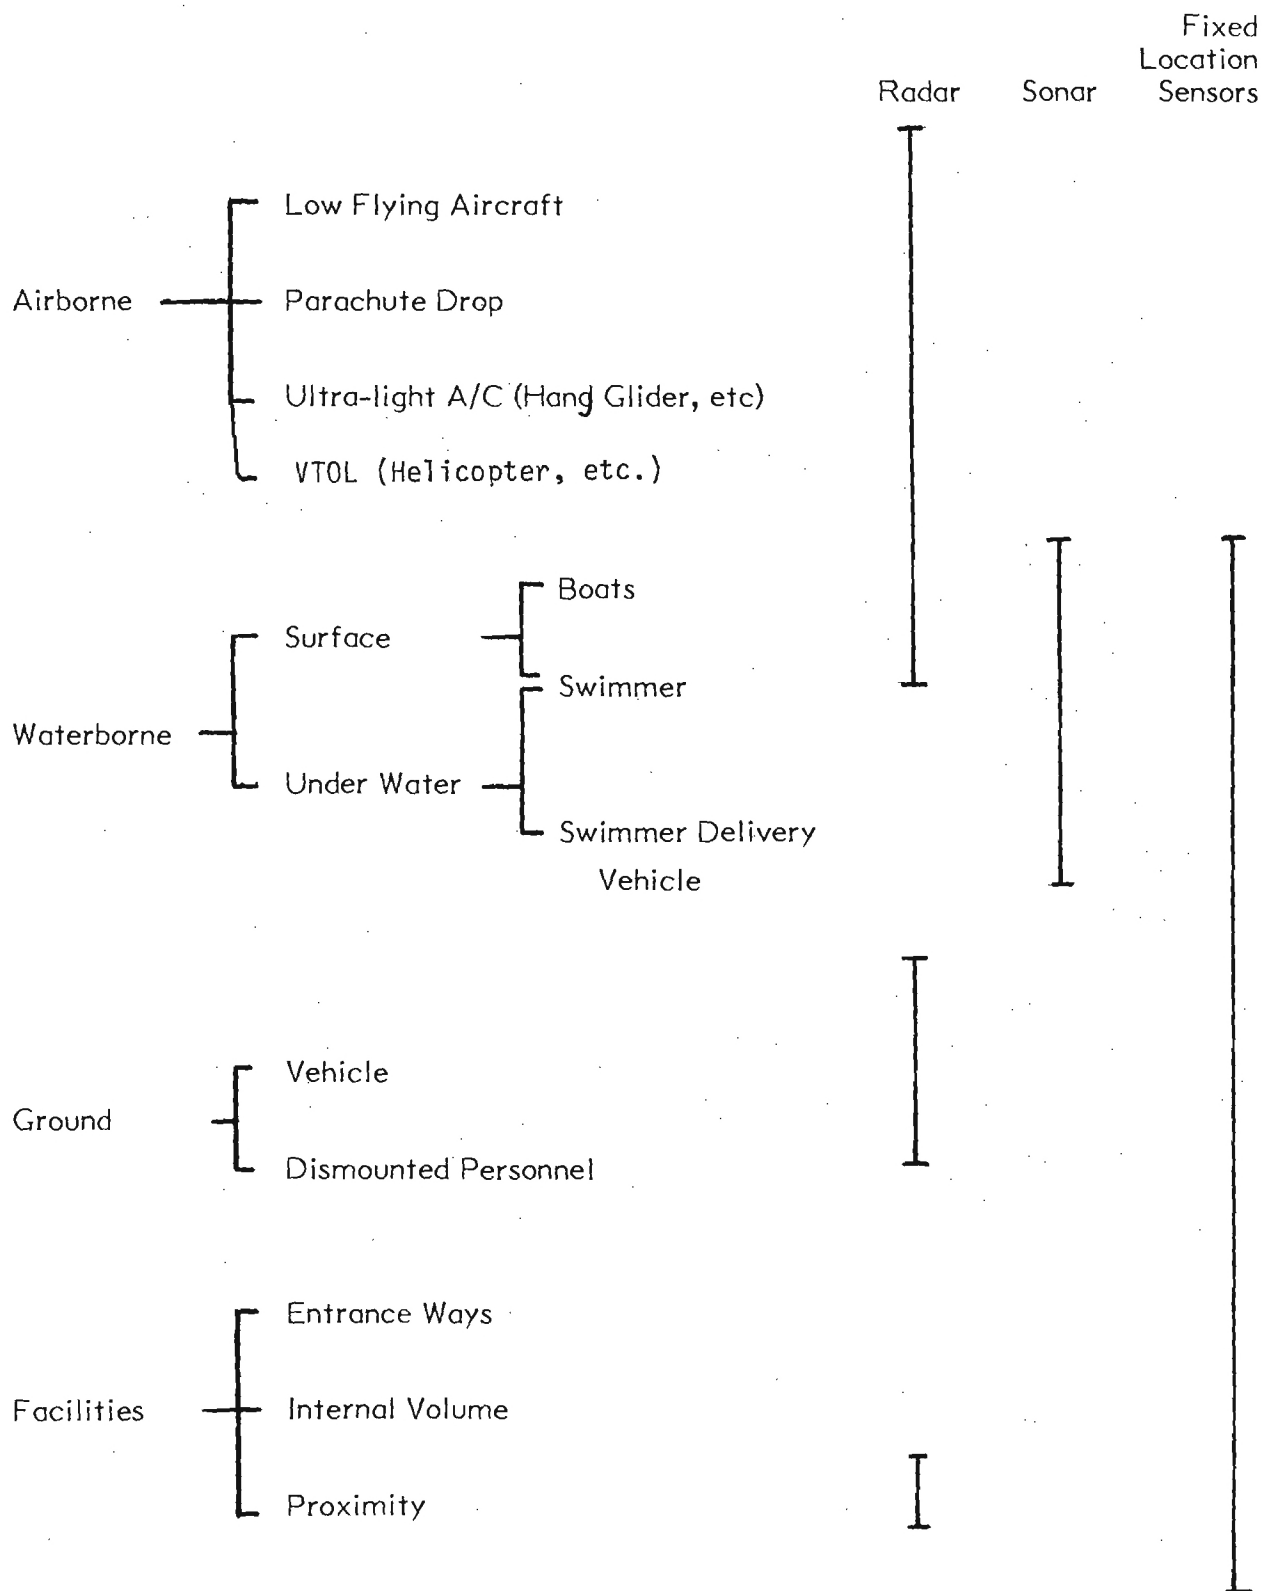 Fixed
Location
Radar Sonar Sensors
Low Flying Aircraft
Airborne Parachute Drop
Ultra-light A/C (Hang Glider, etc)
VTOL (Helicopter, etc.)
Boats
Surface
Swimmer
Waterborne
Under Water
Swimmer Delivery
Vehicle
Vehicle
Ground
Dismounted Personnel
Entrance Ways
Facilities Internal Volume
Proximity